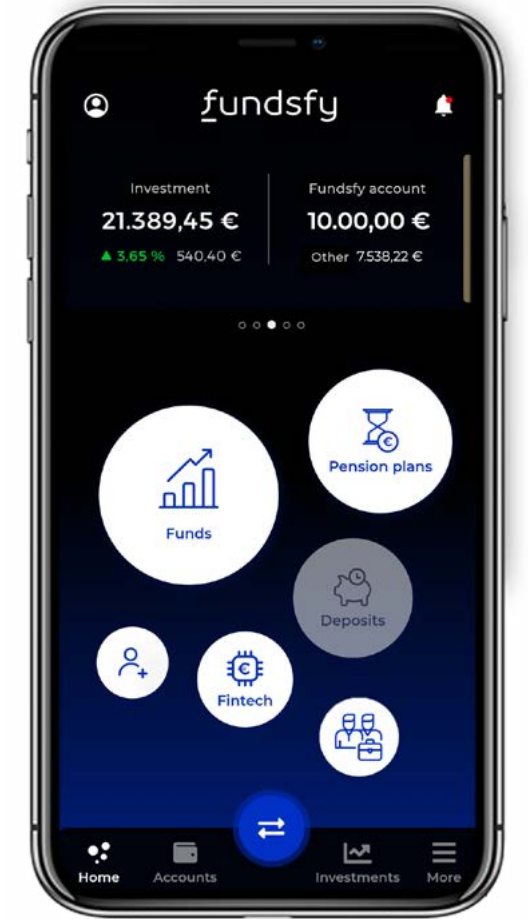 fundsfy
Investment
21.389,45 €
▲ 3,65 % 540,40 €
Fundsfy account
10.00,00 €
Other 7.538,22 €
Funds
Pension plans
€
Deposits
€
Fintech
Home
Accounts
Investments
More